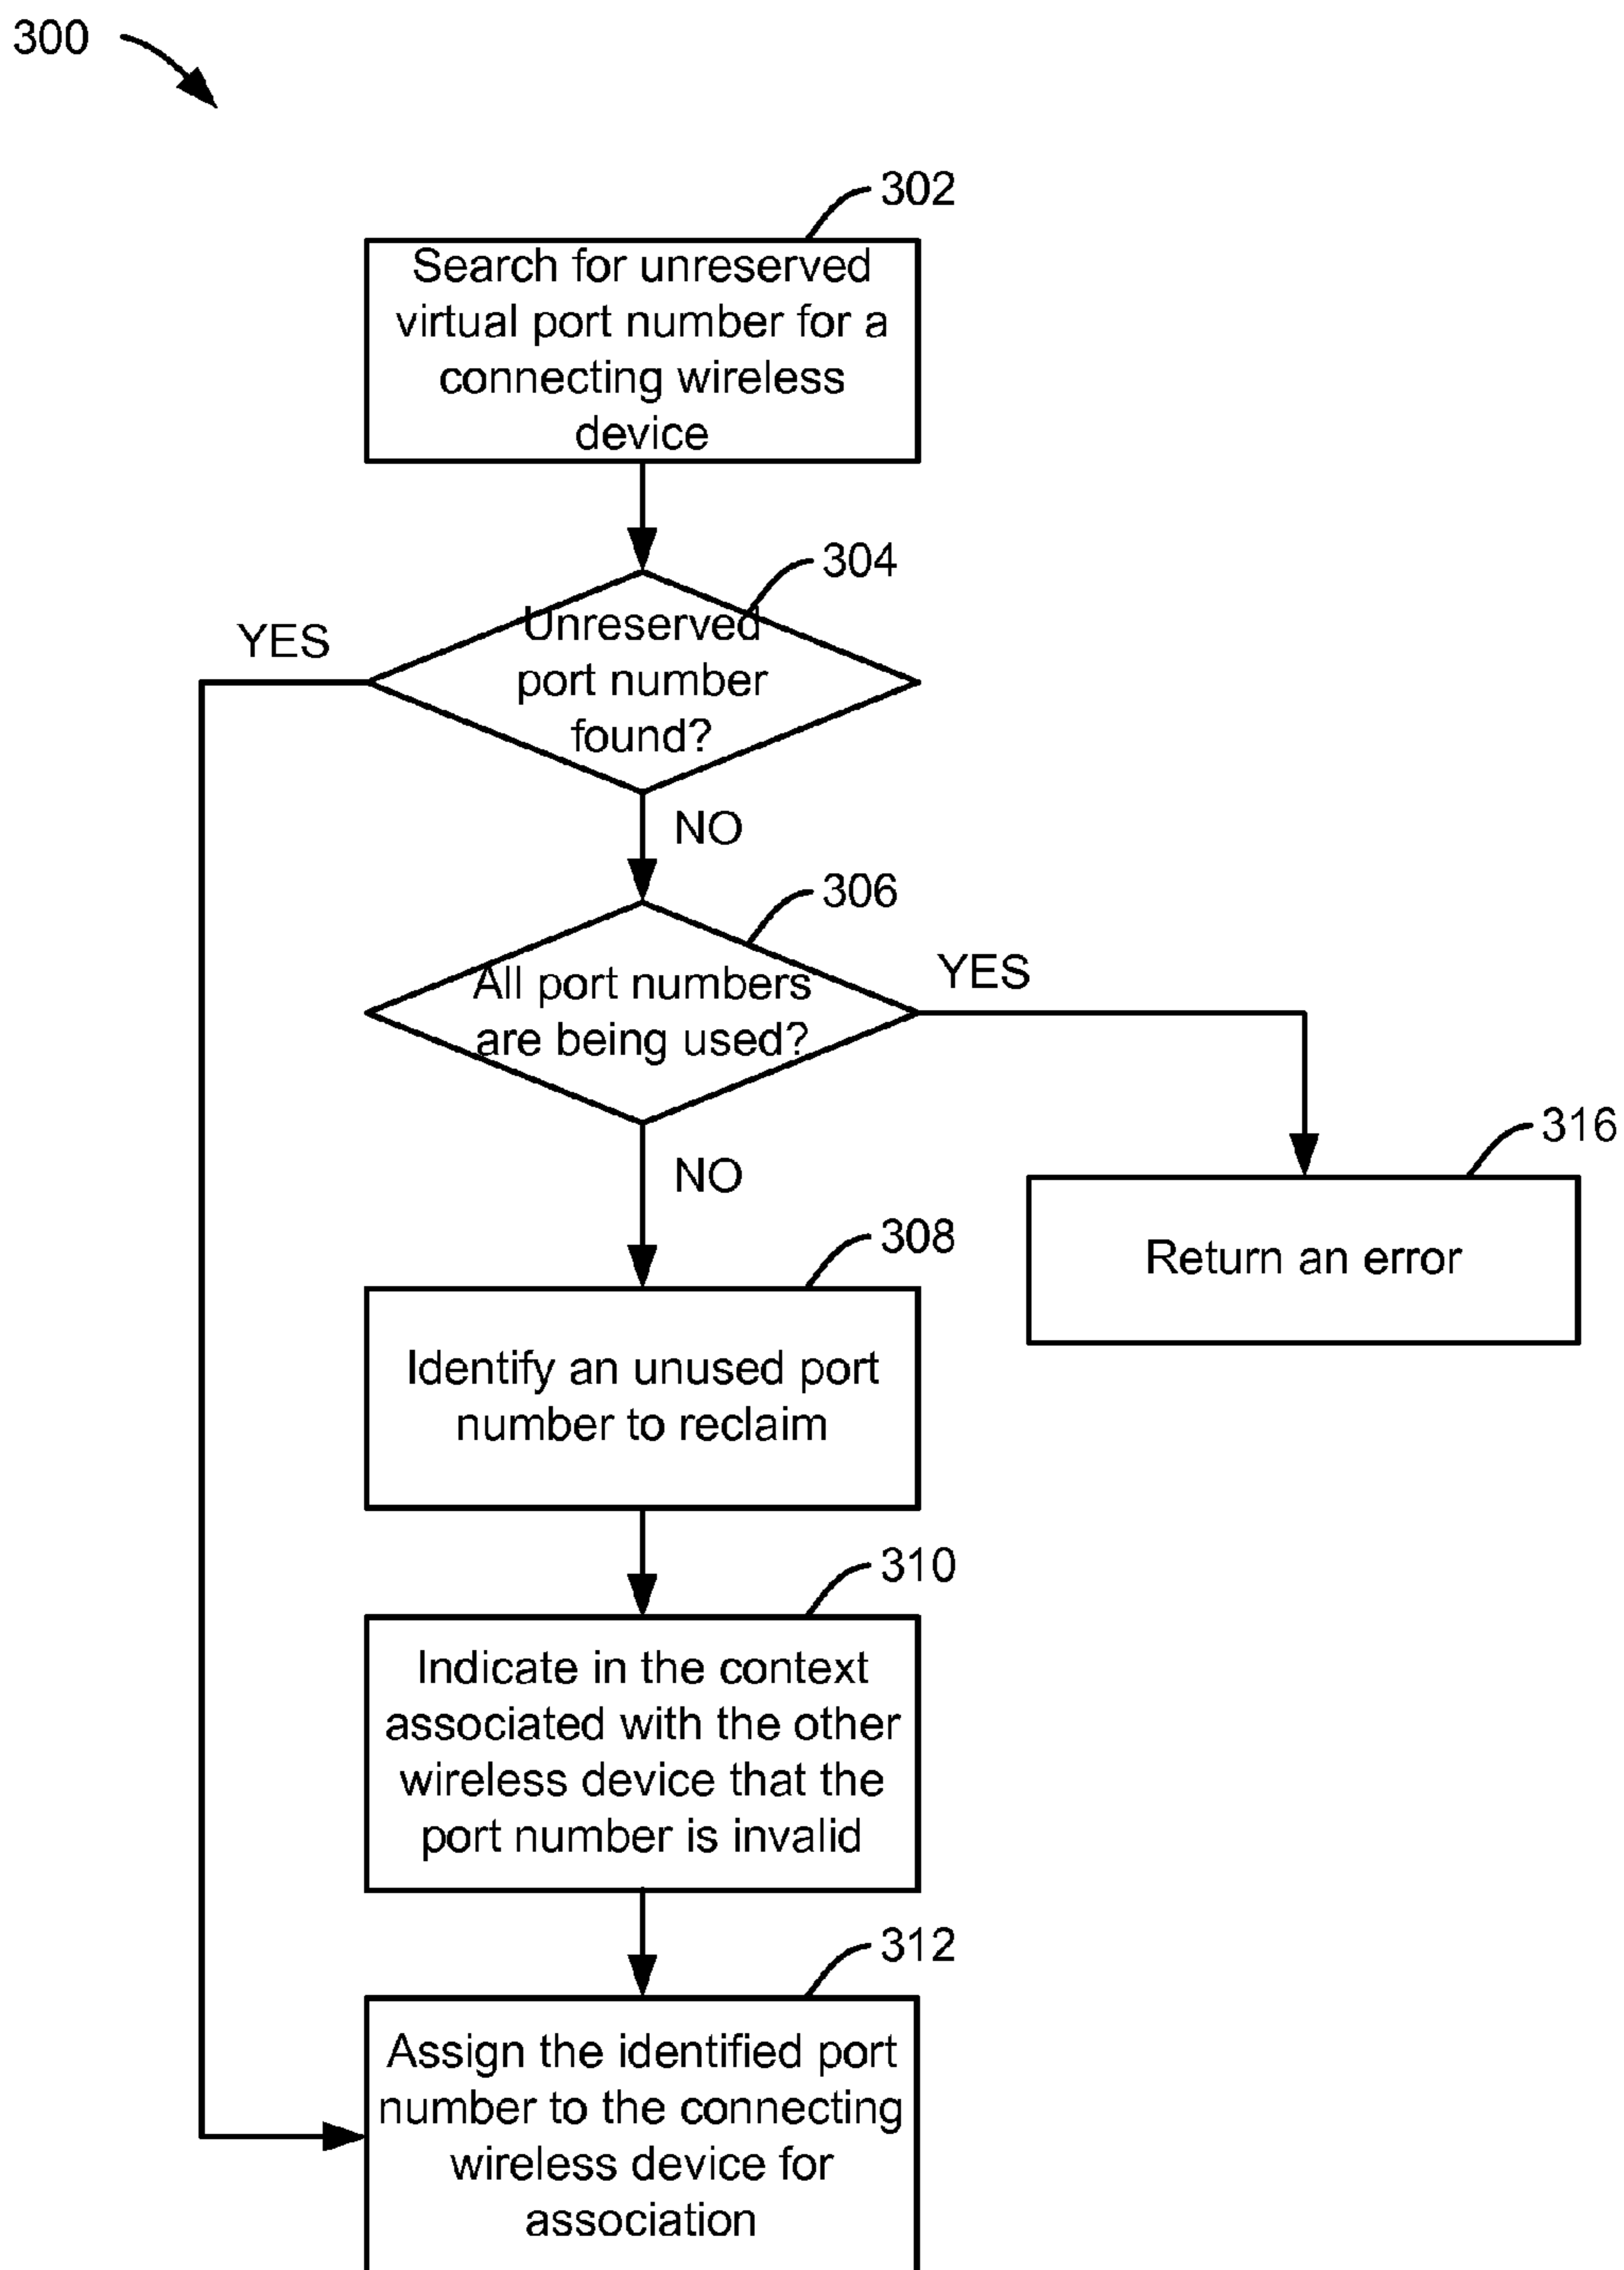 300
302
Search for unreserved
virtual port number for a
connecting wireless
device
304
Unreserved
port number
found?
YES
NO
306
All port numbers
are being used?
YES
NO
316
Return an error
308
Identify an unused port
number to reclaim
310
Indicate in the context
associated with the other
wireless device that the
port number is invalid
312
Assign the identified port
number to the connecting
wireless device for
association